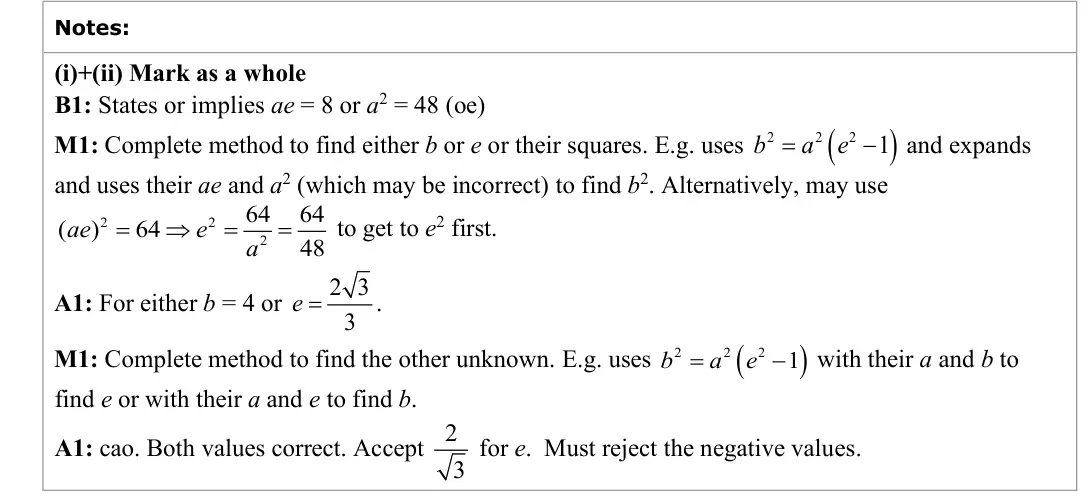 Notes:
(i)+(ii) Mark as a whole
B1: States or implies ae = 8 or a² = 48 (oe)
M1: Complete method to find either b or e or their squares. E.g. uses b² = a²(e² − 1) and expands
and uses their ae and a² (which may be incorrect) to find b². Alternatively, may use
(ae)² = 64 ⇒ e² = 64/a² = 64/48 to get to e² first.
A1: For either b = 4 or e = 2√3/3.
M1: Complete method to find the other unknown. E.g. uses b² = a²(e² − 1) with their a and b to
find e or with their a and e to find b.
A1: cao. Both values correct. Accept 2/√3 for e. Must reject the negative values.